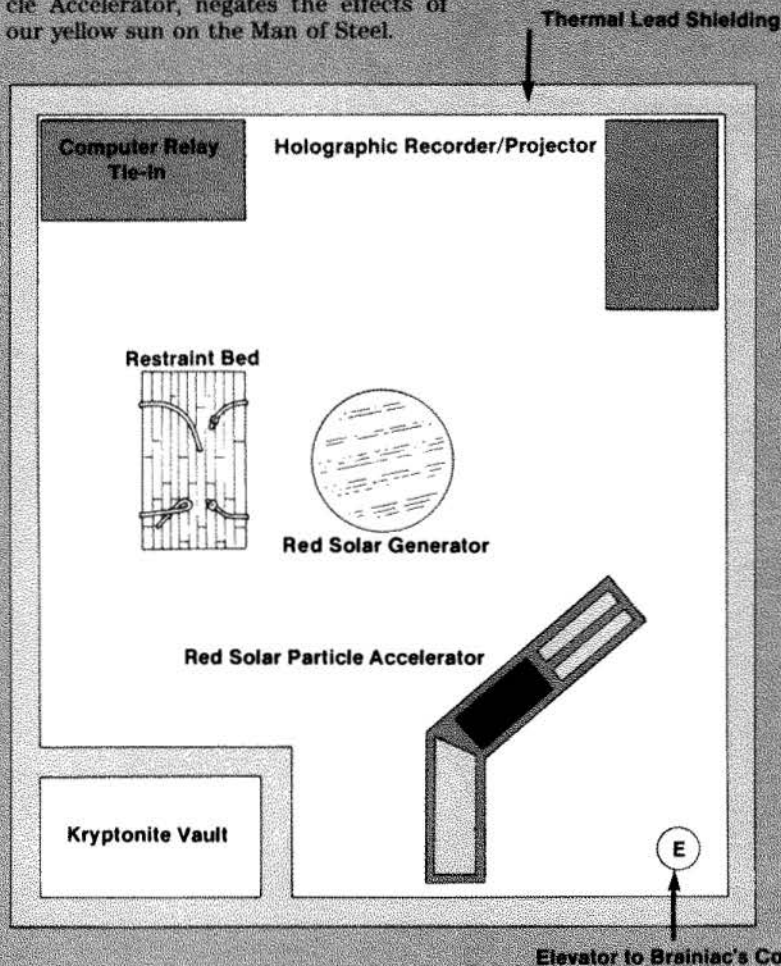 cle Accelerator, negates the effects of
our yellow sun on the Man of Steel.
Thermal Lead Shielding
Computer Relay
Tie-In
Holographic Recorder/Projector
Restraint Bed
Red Solar Generator
Red Solar Particle Accelerator
Kryptonite Vault
E
Elevator to Brainiac's Co